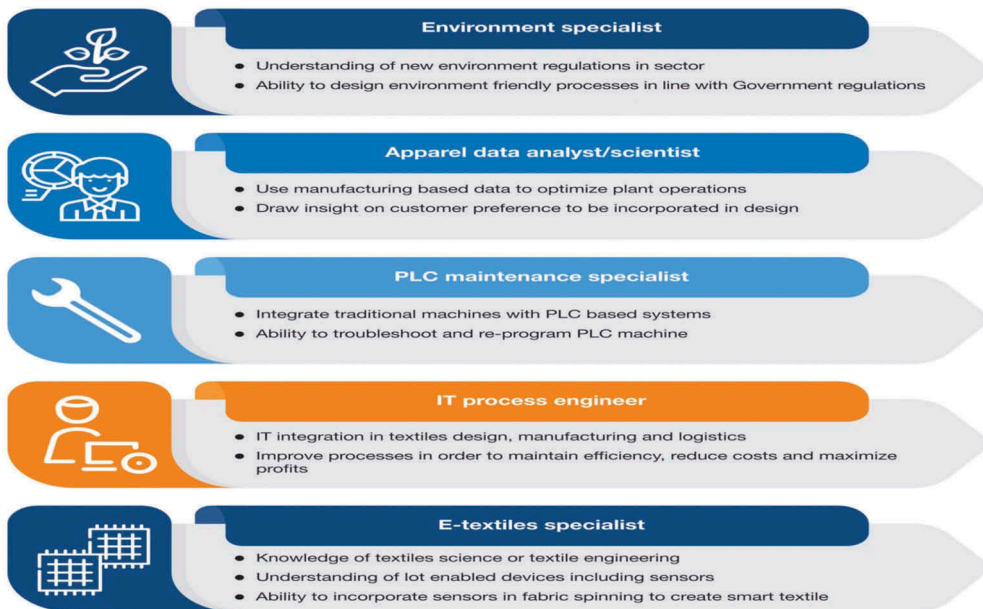 Environment specialist
● Understanding of new environment regulations in sector
● Ability to design environment friendly processes in line with Government regulations
Apparel data analyst/scientist
● Use manufacturing based data to optimize plant operations
● Draw insight on customer preference to be incorporated in design
PLC maintenance specialist
● Integrate traditional machines with PLC based systems
● Ability to troubleshoot and re-program PLC machine
IT process engineer
● IT integration in textiles design, manufacturing and logistics
● Improve processes in order to maintain efficiency, reduce costs and maximize
profits
E-textiles specialist
● Knowledge of textiles science or textile engineering
● Understanding of Iot enabled devices including sensors
● Ability to incorporate sensors in fabric spinning to create smart textile